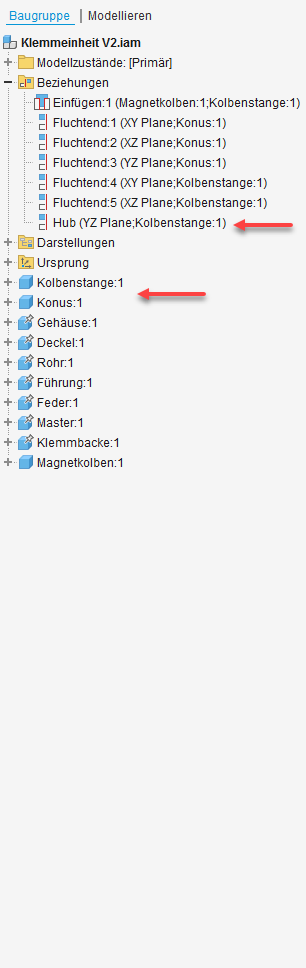 Baugruppe | Modellieren
Klemmeinheit V2.iam
Modellzustände: [Primär]
Beziehungen
Einfügen:1 (Magnetkolben:1;Kolbenstange:1)
Fluchtend:1 (XY Plane;Konus:1)
Fluchtend:2 (XZ Plane;Konus:1)
Fluchtend:3 (YZ Plane;Konus:1)
Fluchtend:4 (XY Plane;Kolbenstange:1)
Fluchtend:5 (XZ Plane;Kolbenstange:1)
Hub (YZ Plane;Kolbenstange:1)
Darstellungen
Ursprung
Kolbenstange:1
Konus:1
Gehäuse:1
Deckel:1
Rohr:1
Führung:1
Feder:1
Master:1
Klemmbacke:1
Magnetkolben:1